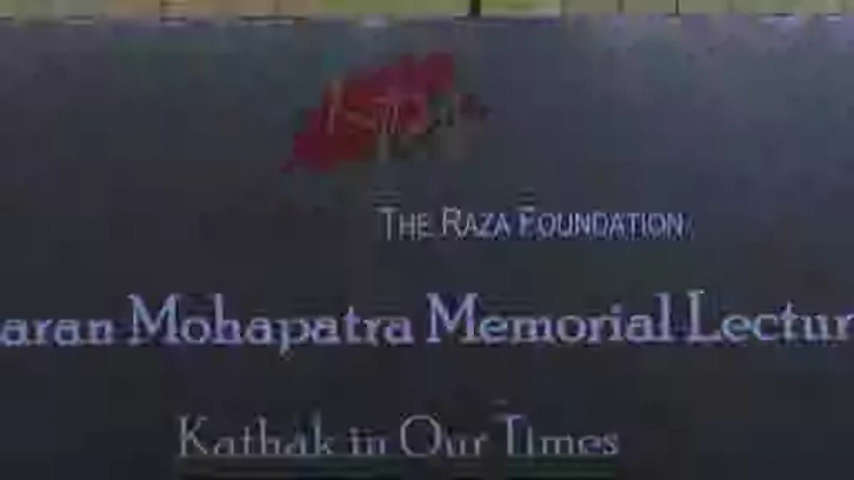 THE RAZA FOUNDATION
aran Mohapatra Memorial Lectur
Kathak in Our Times